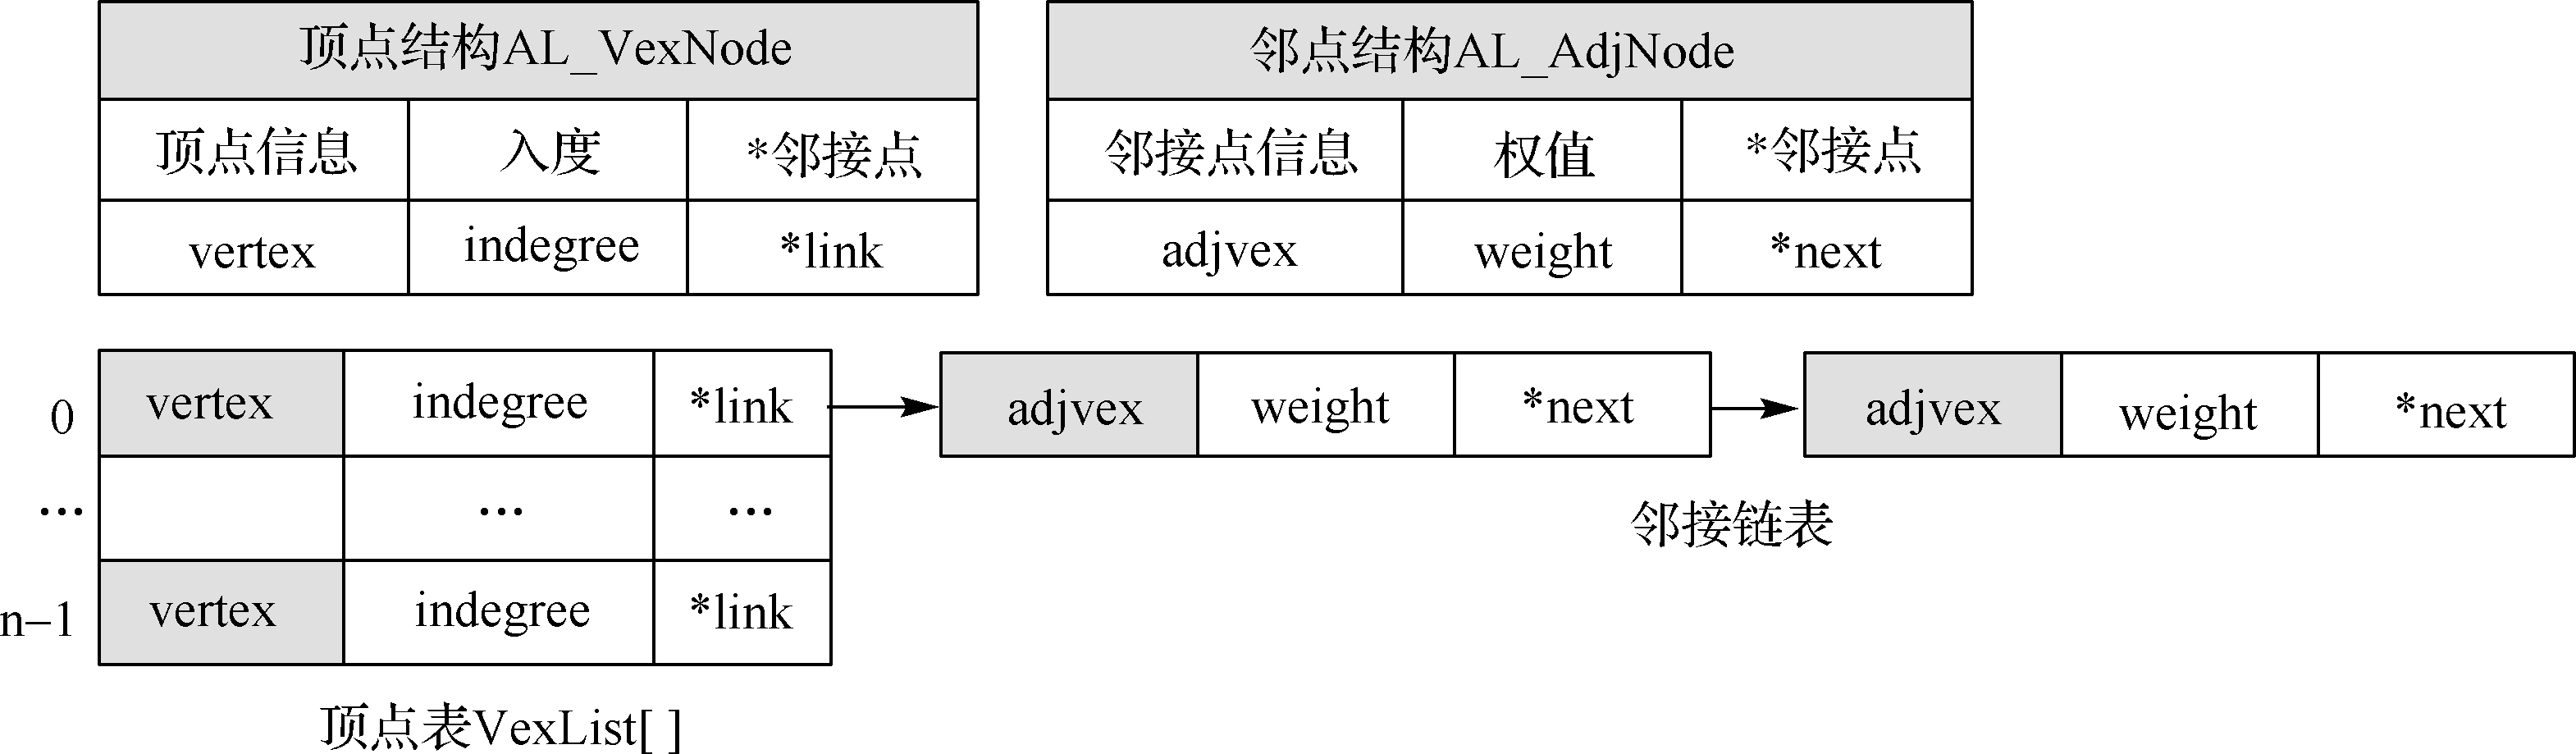 顶点结构AL_VexNode
顶点信息 入度 *邻接点
vertex indegree *link
邻点结构AL_AdjNode
邻接点信息 权值 *邻接点
adjvex weight *next
0 vertex indegree *link adjvex weight *next adjvex weight *next
… … …
邻接链表
n−1 vertex indegree *link
顶点表VexList[ ]